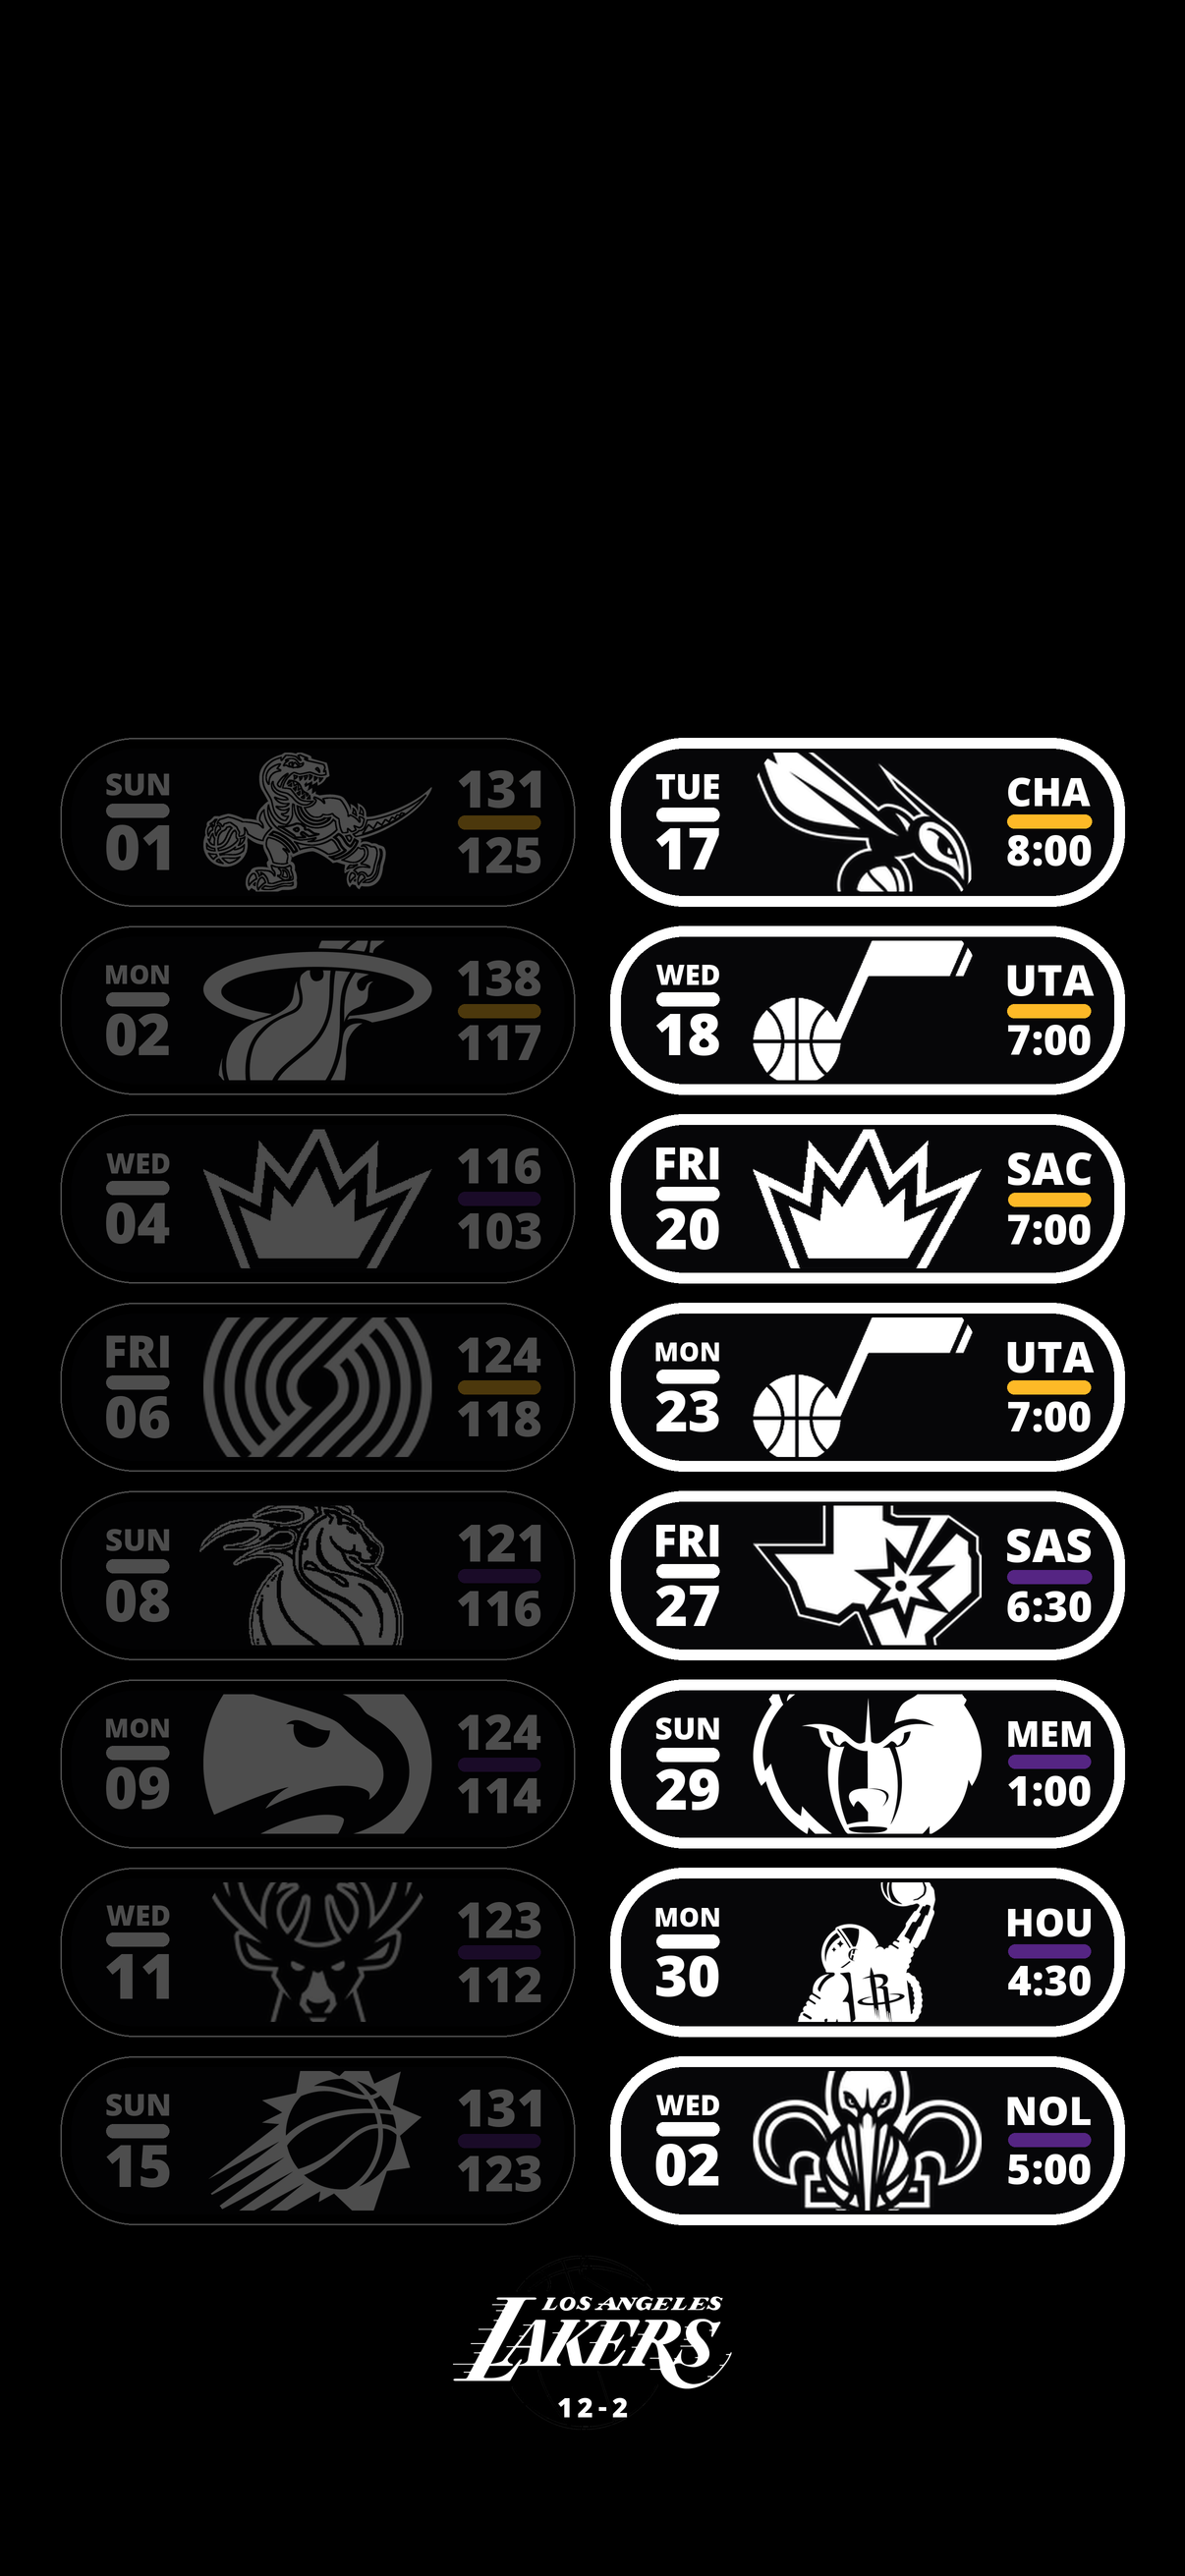 SUN
01
131
125
MON
02
138
117
WED
04
116
103
FRI
06
124
118
SUN
08
121
116
MON
09
124
114
WED
11
123
112
SUN
15
131
123
TUE
17
CHA
8:00
WED
18
UTA
7:00
FRI
20
SAC
7:00
MON
23
UTA
7:00
FRI
27
SAS
6:30
SUN
29
MEM
1:00
MON
30
R
HOU
4:30
WED
02
NOL
5:00
LOS ANGELES
LAKERS
12-2